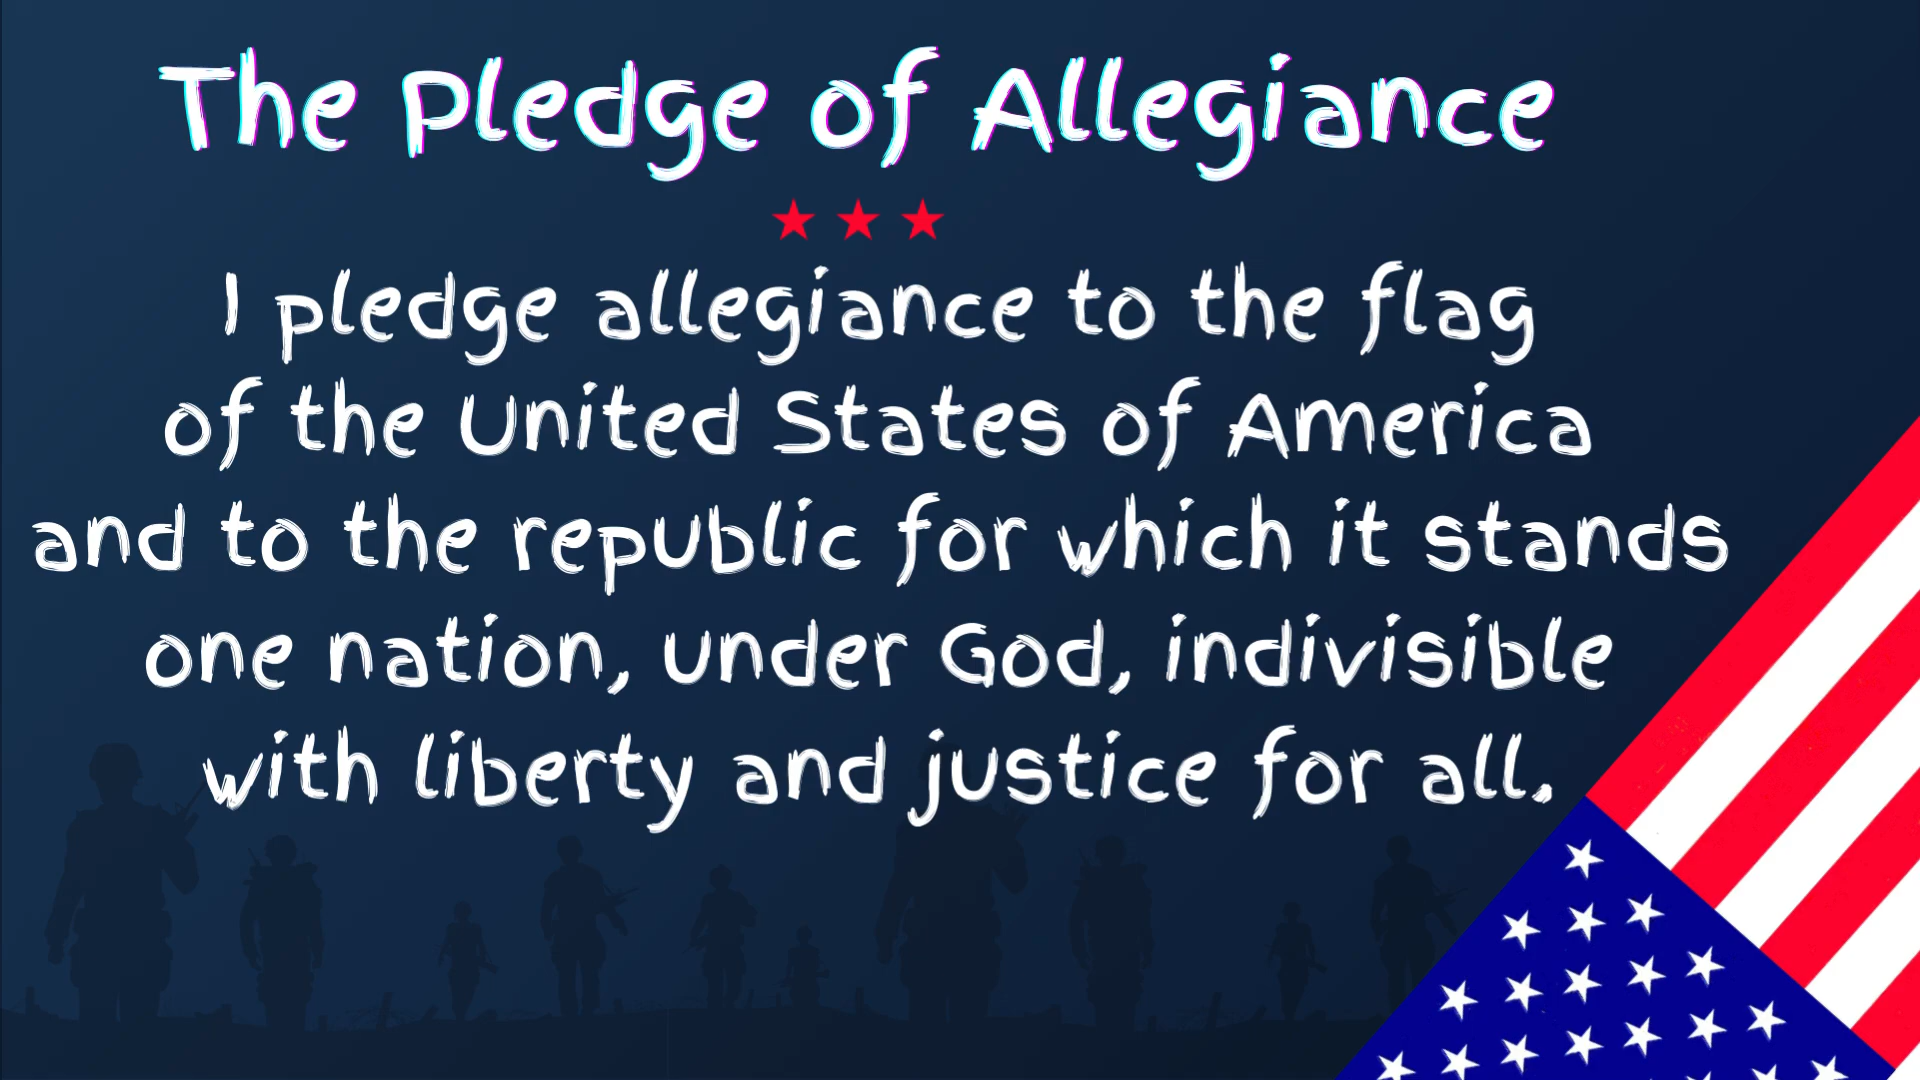 The Pledge of Allegiance
I pledge allegiance to the flag
of the United States of America
and to the republic for which it stands
one nation, under God, indivisible
with liberty and justice for all.